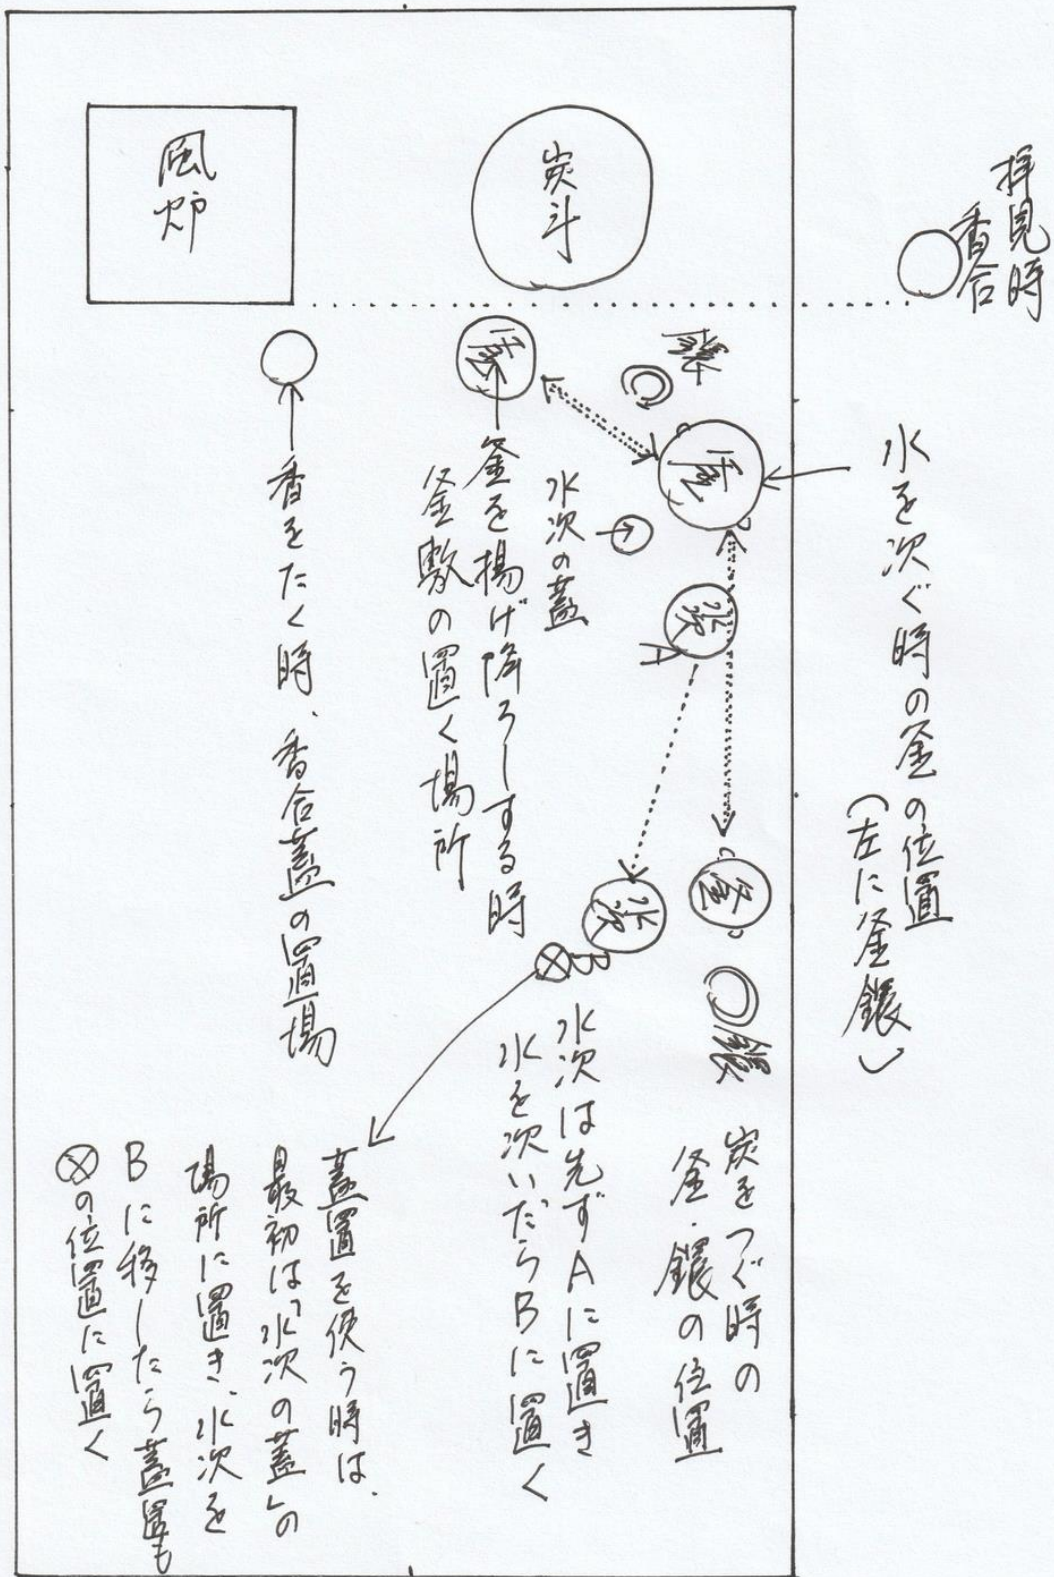 拝見時
香合
水を次ぐ時の釜の位置
(左に釜鐶)
炭斗
風炉
鐶
釜
釜
水次の蓋
釜を揚げ降ろしする時
釜敷の置く場所
香をたく時、香合蓋の置場
水次
A
釜
鐶
水次
B
炭をつぐ時の
釜・鐶の位置
水次は先ずAに置き
水を次いだらBに置く
蓋置を使う時は、
最初は「水次の蓋」の
場所に置き、水次を
Bに移したら蓋置も
⊗の位置に置く